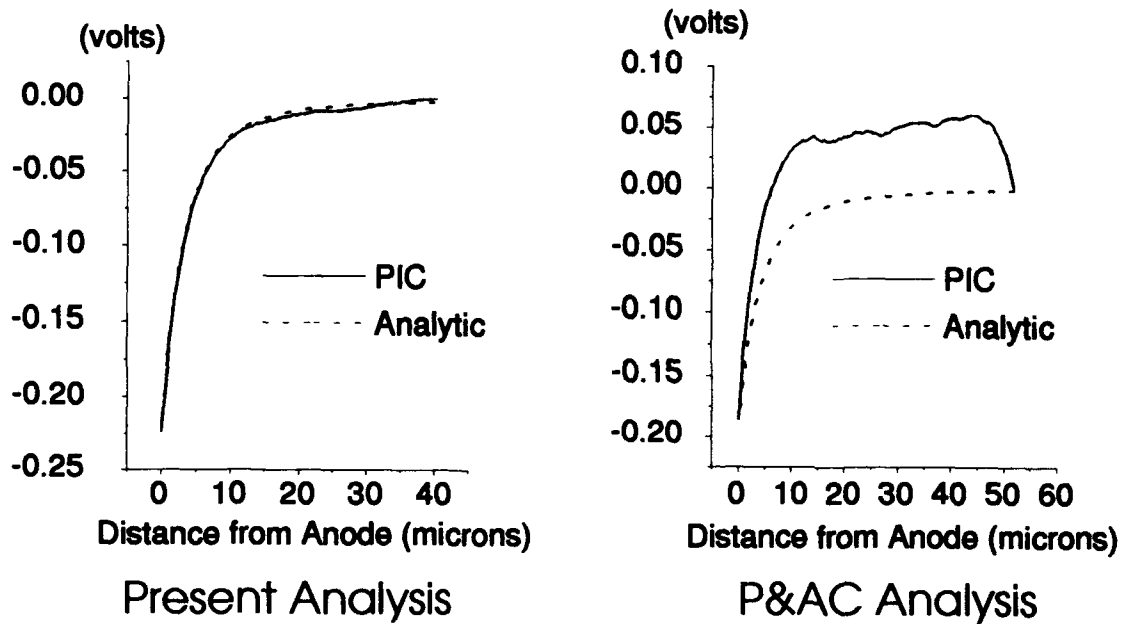 (volts)
0.00
-0.05
-0.10
-0.15
-0.20
-0.25
PIC
Analytic
0 10 20 30 40
Distance from Anode (microns)
Present Analysis
(volts)
0.10
0.05
0.00
-0.05
-0.10
-0.15
-0.20
PIC
Analytic
0 10 20 30 40 50 60
Distance from Anode (microns)
P&AC Analysis